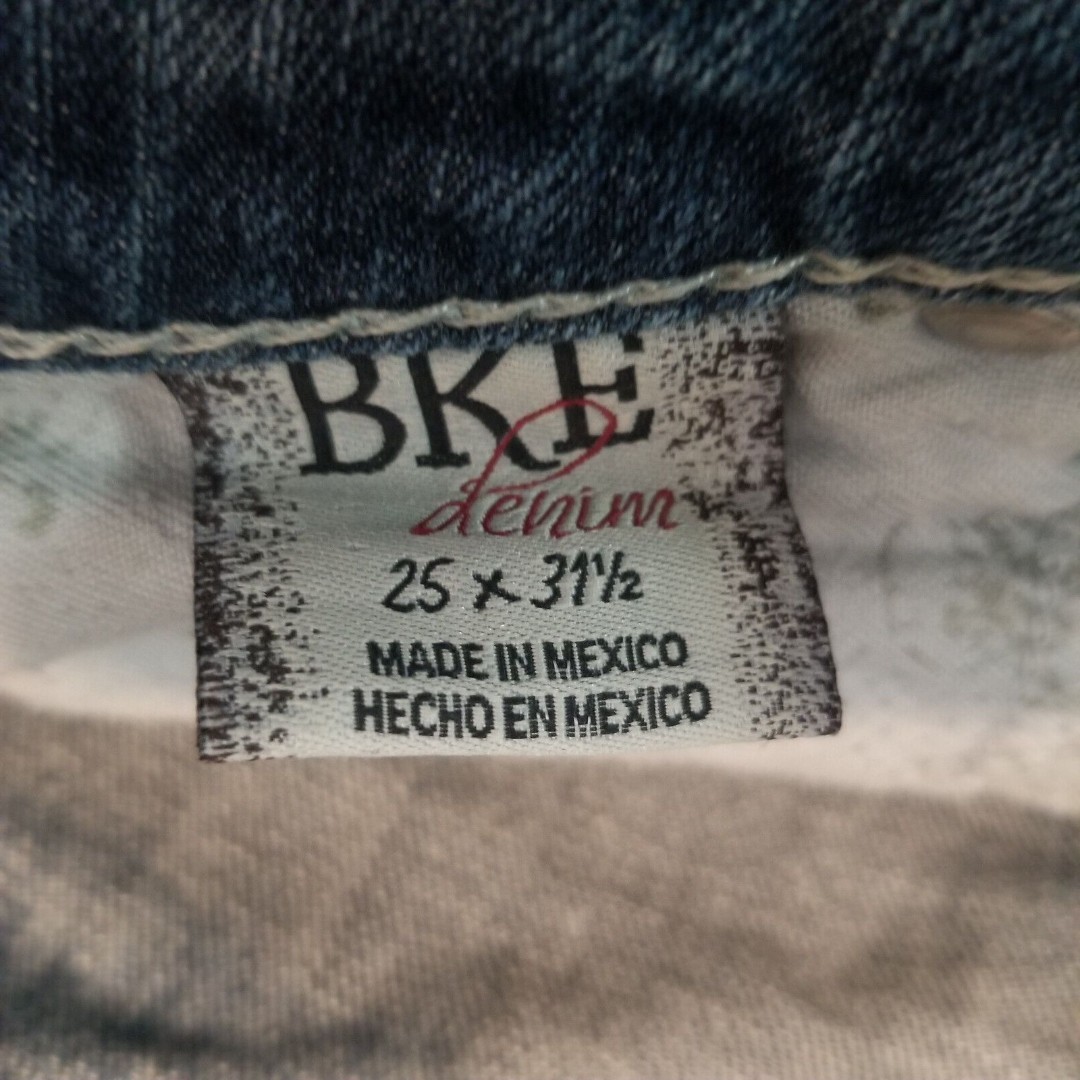 BKE
denim
25 x 31½
MADE IN MEXICO
HECHO EN MEXICO